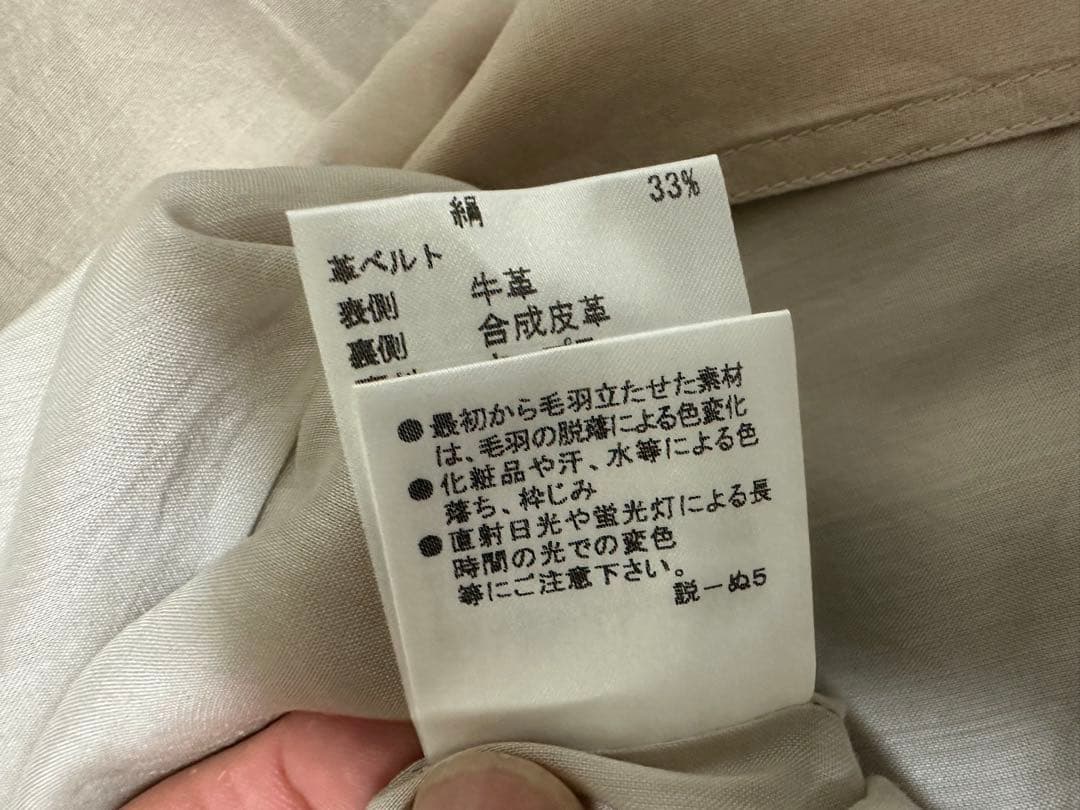 絹 33%
革ベルト
表側 牛革
裏側 合成皮革
●最初から毛羽立たせた素材
は、毛羽の脱落による色変化
●化粧品や汗、水等による色
落ち、枠じみ
●直射日光や蛍光灯による長
時間の光での変色
等にご注意下さい。
説ーぬ5